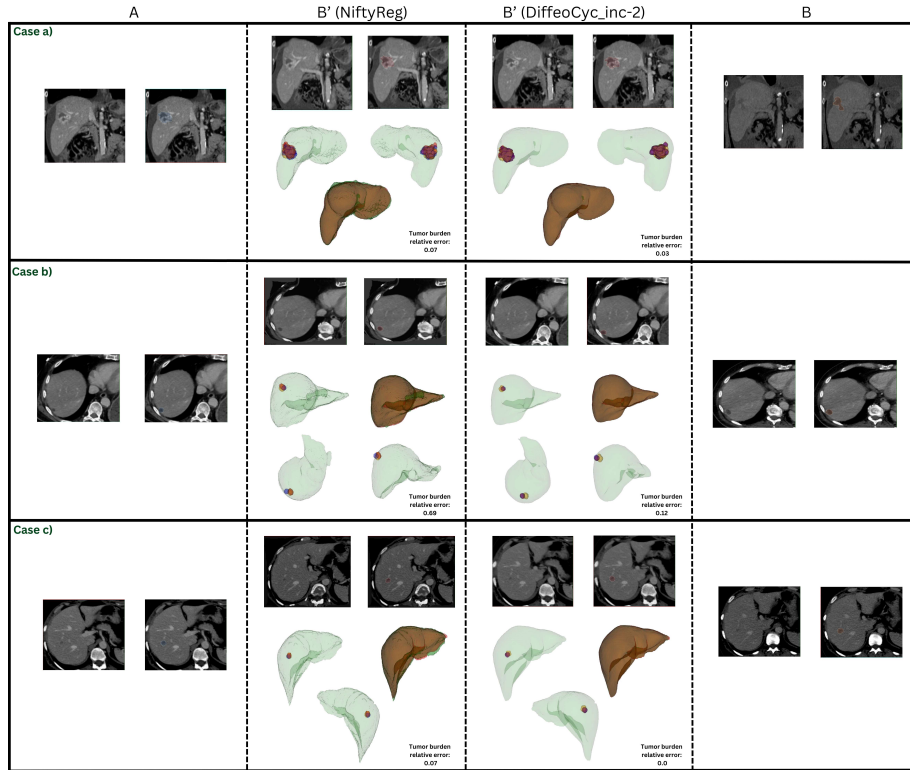 A
B’ (NiftyReg)
B’ (DiffeoCyc_inc-2)
B
Case a)
Tumor burden
relative error:
0.07
Tumor burden
relative error:
0.03
Case b)
Tumor burden
relative error:
0.69
Tumor burden
relative error:
0.12
Case c)
Tumor burden
relative error:
0.07
Tumor burden
relative error:
0.0